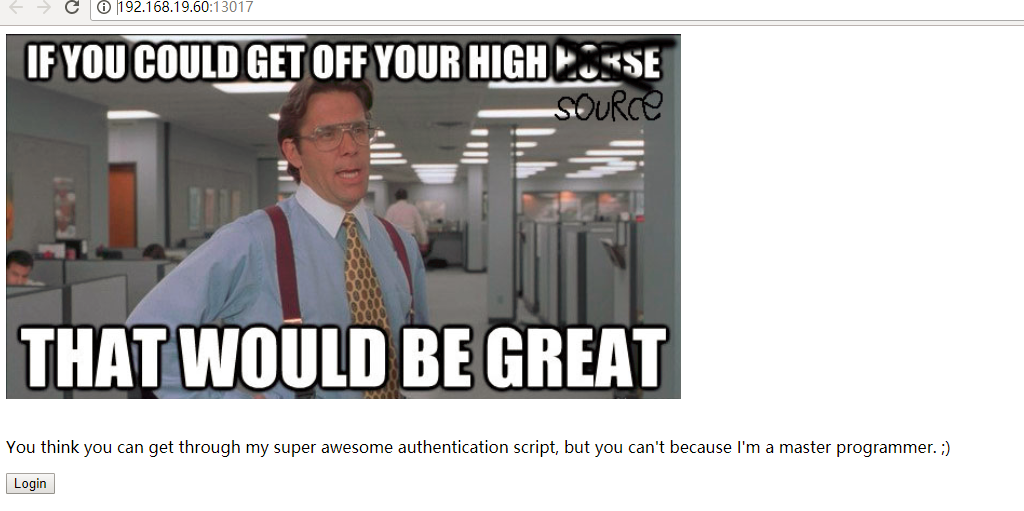 192.168.19.60:13017
IF YOU COULD GET OFF YOUR HIGH HORSE
SOURCE
THAT WOULD BE GREAT
You think you can get through my super awesome authentication script, but you can't because I'm a master programmer. ;)
Login